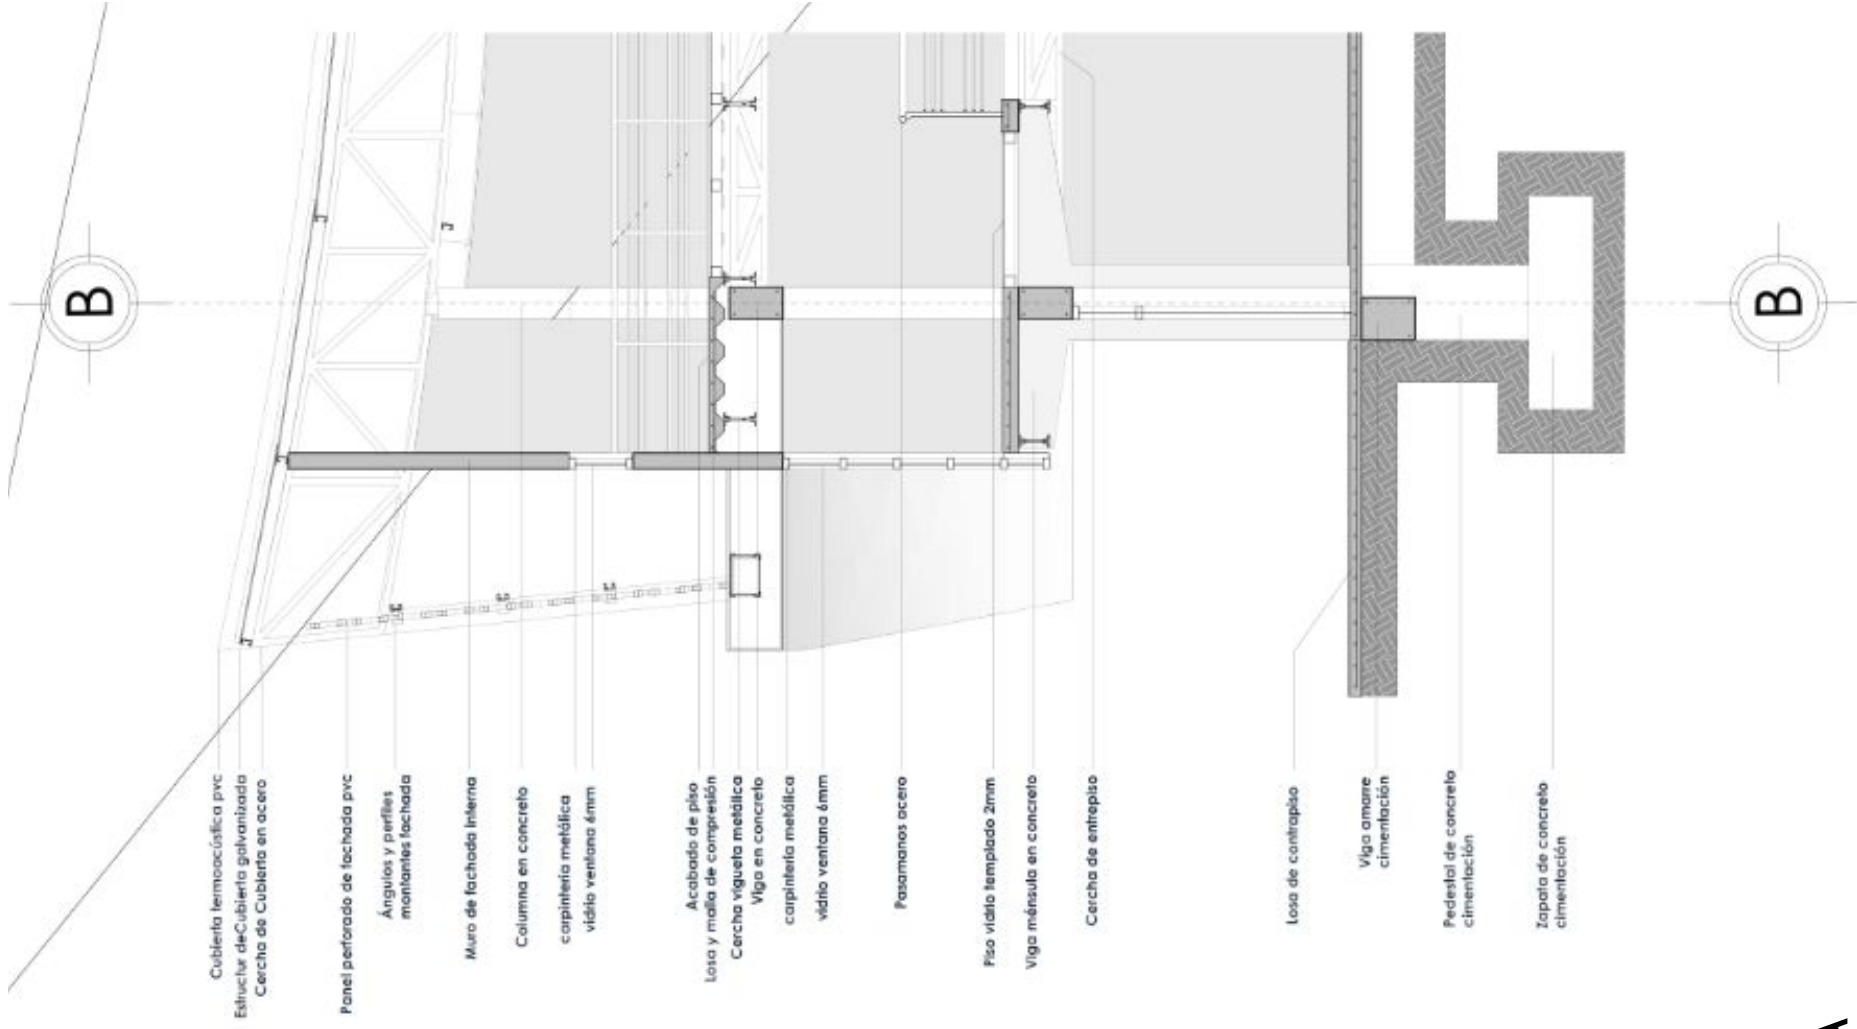 B
B
Cubierta termoacústica pvc
Estructur deCubierta galvanizada
Cercha de Cubierta en acero
Panel perforado de fachada pvc
Ángulos y perfiles
montantes fachada
Muro de fachada interna
Columna en concreto
carpintería metálica
vidrio ventana 6mm
Acabado de piso
Losa y malla de compresión
Cercha vigueta metálica
Viga en concreto
carpintería metálica
vidrio ventana 6mm
Pasamanos acero
Piso vidrio templado 2mm
Viga ménsula en concreto
Cercha de entrepiso
Losa de contrapiso
Viga amarre
cimentación
Pedestal de concreto
cimentación
Zapata de concreto
cimentación